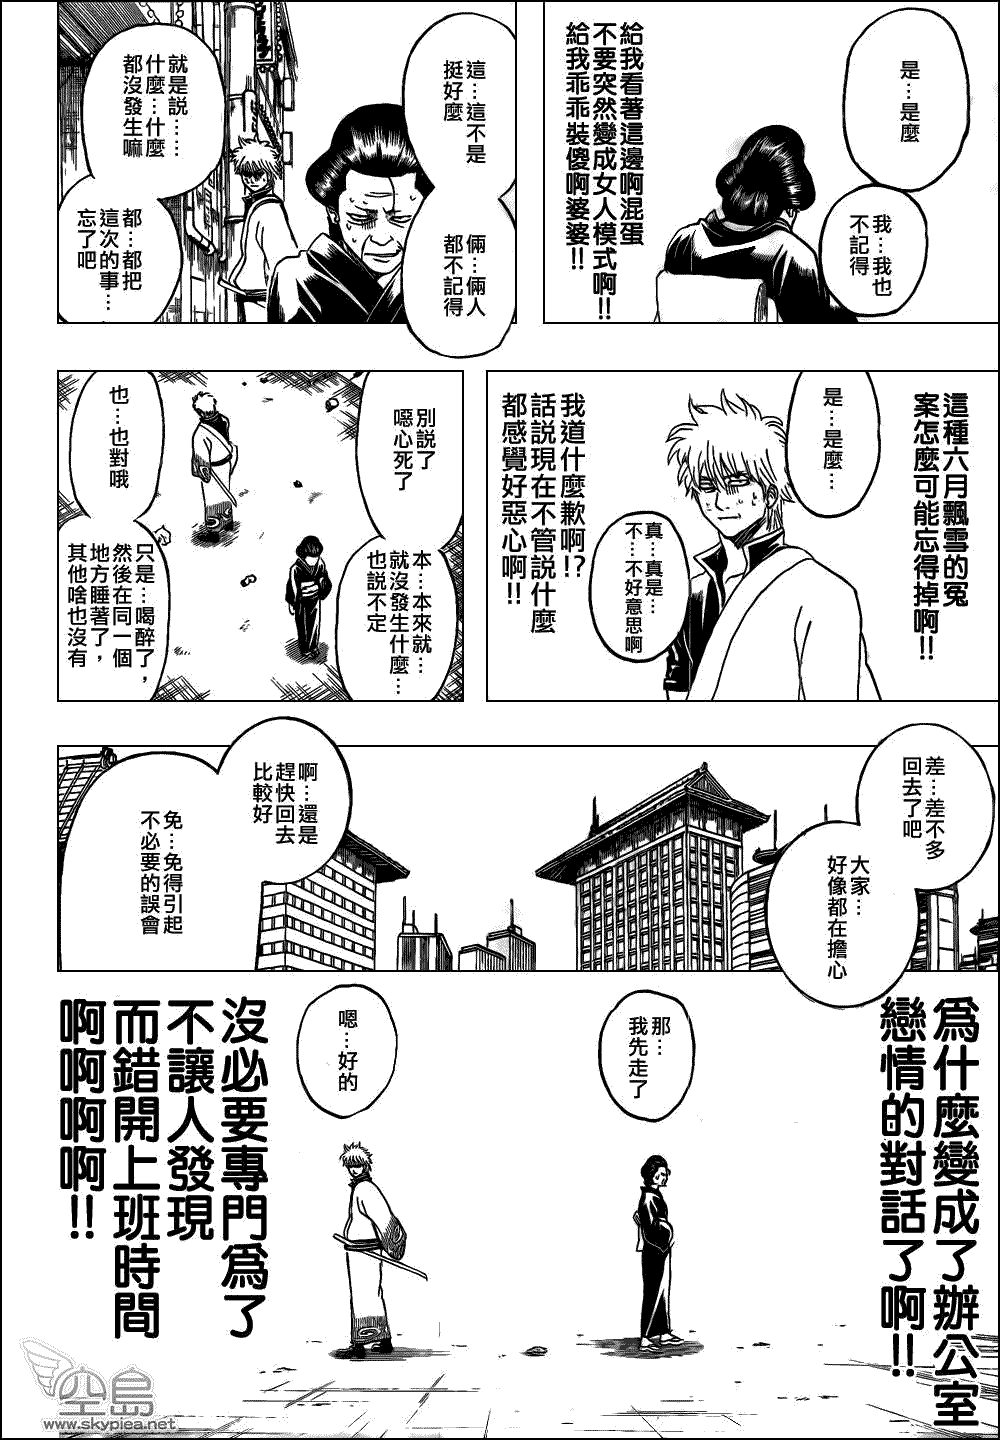 是…是麼
我…我也
不記得
給我看著這邊啊混蛋
不要突然變成女人模式啊!!
給我乖乖裝傻啊婆婆!!
這…這不是
挺好麼
倆…倆人
都不記得
就是説……
什麼…什麼
都沒發生嘛
都…都把
這次的事…
忘了吧
這種六月飄雪的冤
案怎麼可能忘得掉啊!!
是…是麼…
真…真是…
不…不好意思啊
我道什麼歉啊!?
話説現在不管説什麼
都感覺好惡心啊!!
別説了
噁心死了
本…本來就…
就沒發生什麼…
也説不定
也…也對哦
只是…喝醉了，
然後在同一個
地方睡著了，
其他啥也沒有
差…差不多
回去了吧
大家…
好像都在擔心
啊…還是
趕快回去
比較好
免…免得引起
不必要的誤會
為什麼變成了辦公室
戀情的對話了啊!!
那…
我先走了
嗯…好的
沒必要專門為了
不讓人發現
而錯開上班時間
啊啊啊啊!!
空島
www.skypiea.net